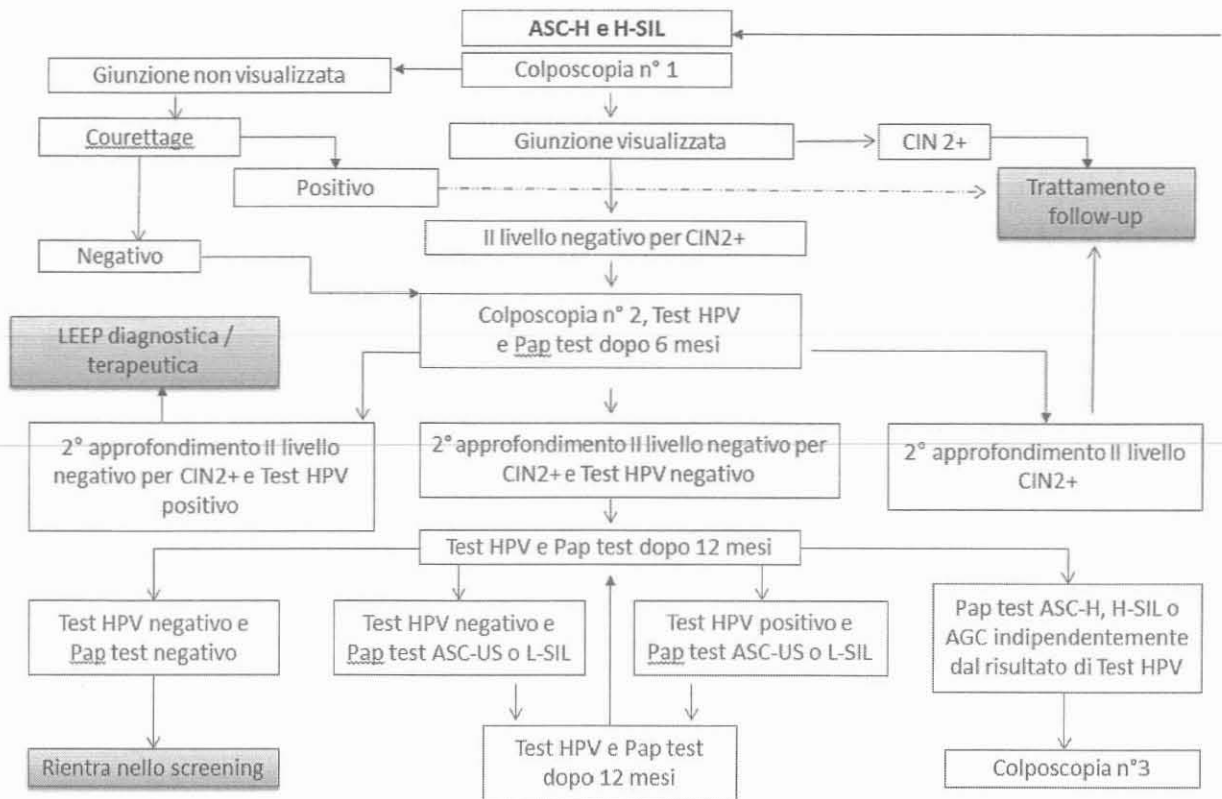 ASC-H e H-SIL
Colposcopia n° 1
Giunzione non visualizzata
Courettage
Giunzione visualizzata
CIN 2+
Positivo
Trattamento e
follow-up
II livello negativo per CIN2+
Negativo
Colposcopia n° 2, Test HPV
e Pap test dopo 6 mesi
LEEP diagnostica /
terapeutica
2° approfondimento II livello
negativo per CIN2+ e Test HPV
positivo
2° approfondimento II livello negativo per
CIN2+ e Test HPV negativo
2° approfondimento II livello
CIN2+
Test HPV e Pap test dopo 12 mesi
Test HPV negativo e
Pap test negativo
Test HPV negativo e
Pap test ASC-US o L-SIL
Test HPV positivo e
Pap test ASC-US o L-SIL
Pap test ASC-H, H-SIL o
AGC indipendentemente
dal risultato di Test HPV
Rientra nello screening
Test HPV e Pap test
dopo 12 mesi
Colposcopia n°3